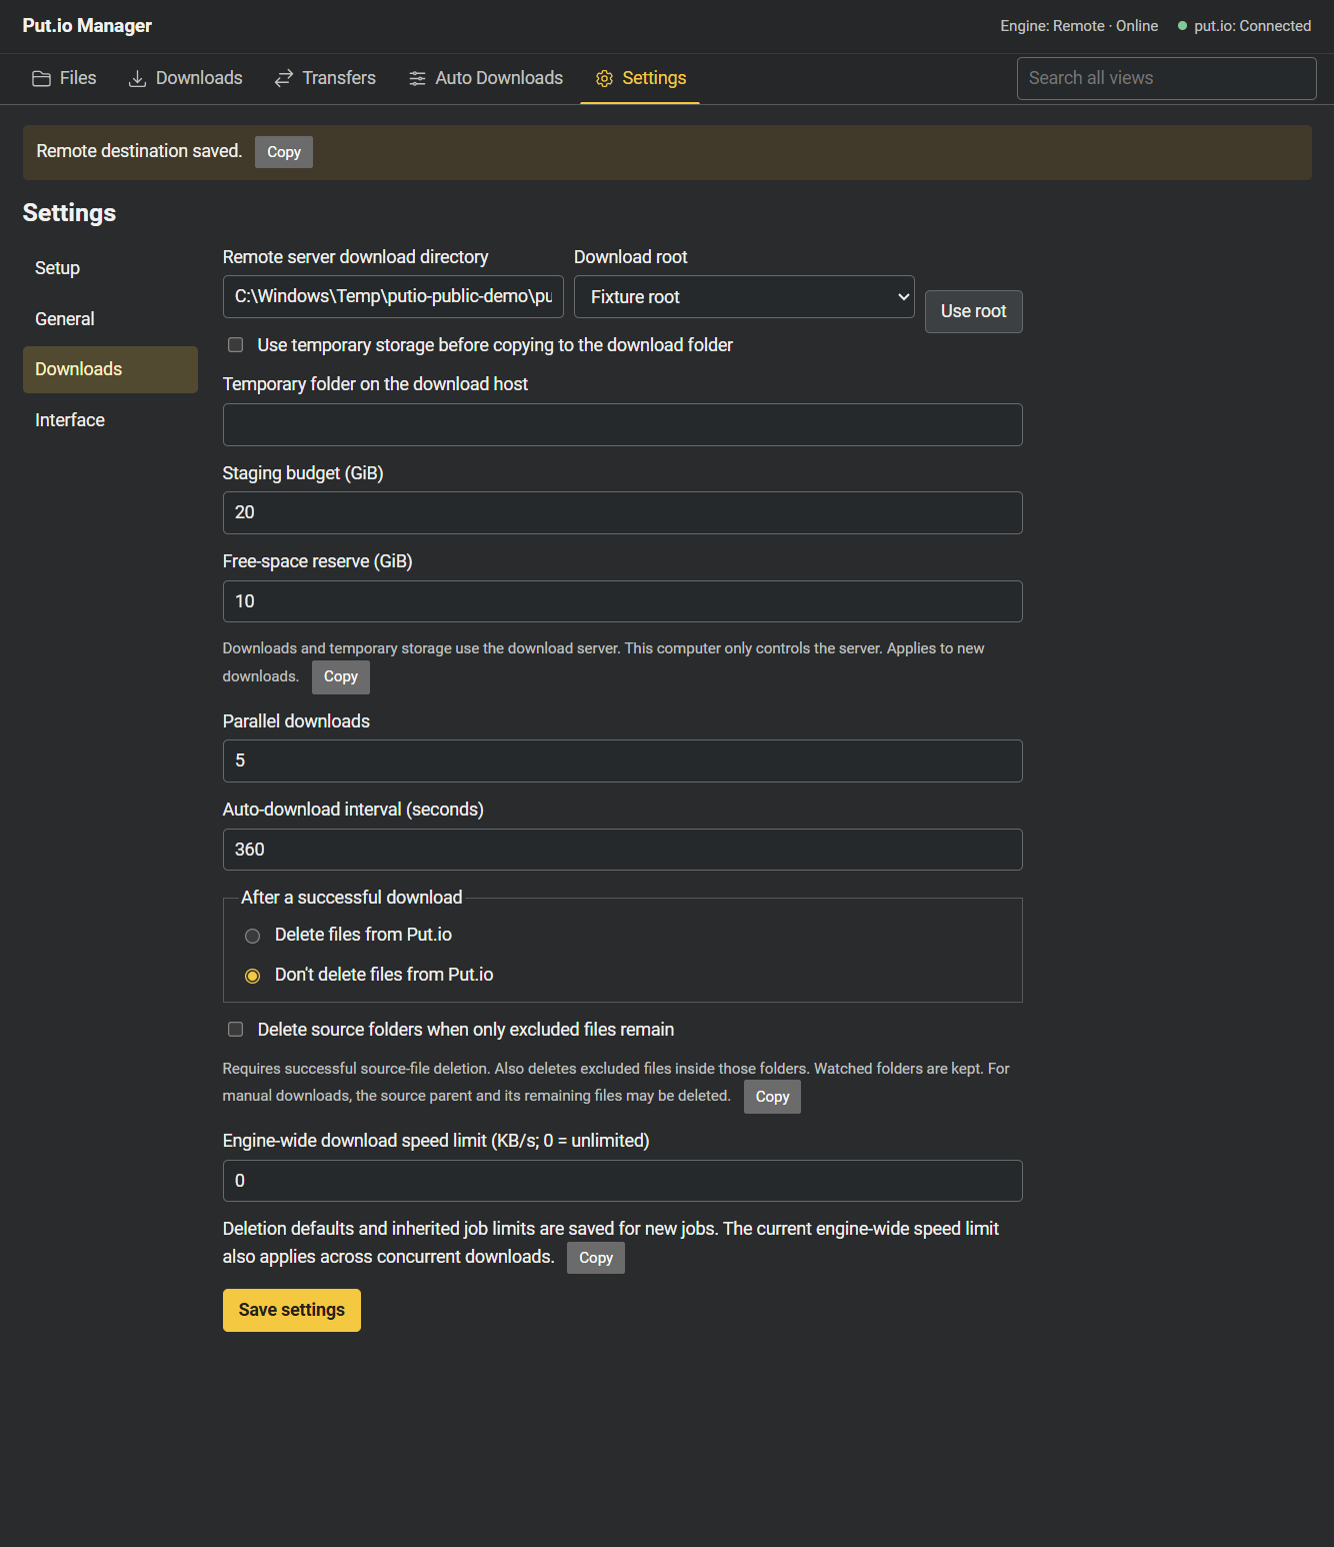 Put.io Manager
Engine: Remote · Online
put.io: Connected
Files
Downloads
Transfers
Auto Downloads
Settings
Search all views
Remote destination saved.
Copy
Settings
Setup
General
Downloads
Interface
Remote server download directory
Download root
C:\Windows\Temp\putio-public-demo\pu
Fixture root
Use root
Use temporary storage before copying to the download folder
Temporary folder on the download host
Staging budget (GiB)
20
Free-space reserve (GiB)
10
Downloads and temporary storage use the download server. This computer only controls the server. Applies to new
downloads.
Copy
Parallel downloads
5
Auto-download interval (seconds)
360
After a successful download
Delete files from Put.io
Don't delete files from Put.io
Delete source folders when only excluded files remain
Requires successful source-file deletion. Also deletes excluded files inside those folders. Watched folders are kept. For
manual downloads, the source parent and its remaining files may be deleted.
Copy
Engine-wide download speed limit (KB/s; 0 = unlimited)
0
Deletion defaults and inherited job limits are saved for new jobs. The current engine-wide speed limit
also applies across concurrent downloads.
Copy
Save settings